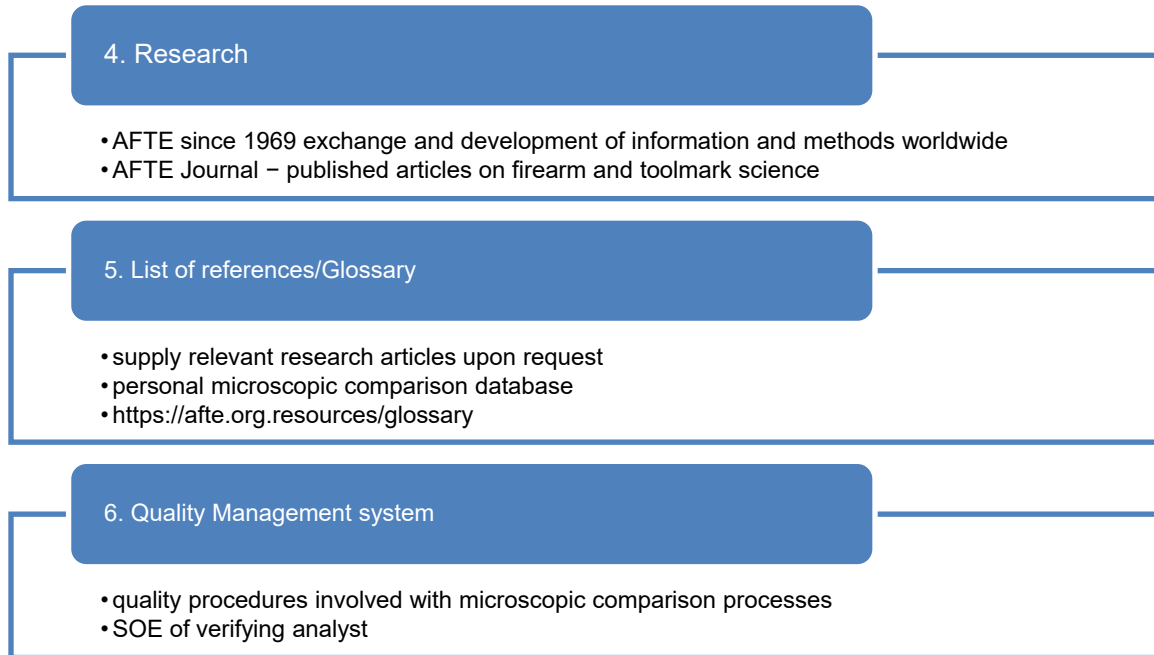 4. Research
•AFTE since 1969 exchange and development of information and methods worldwide
•AFTE Journal − published articles on firearm and toolmark science
5. List of references/Glossary
•supply relevant research articles upon request
•personal microscopic comparison database
•https://afte.org.resources/glossary
6. Quality Management system
•quality procedures involved with microscopic comparison processes
•SOE of verifying analyst